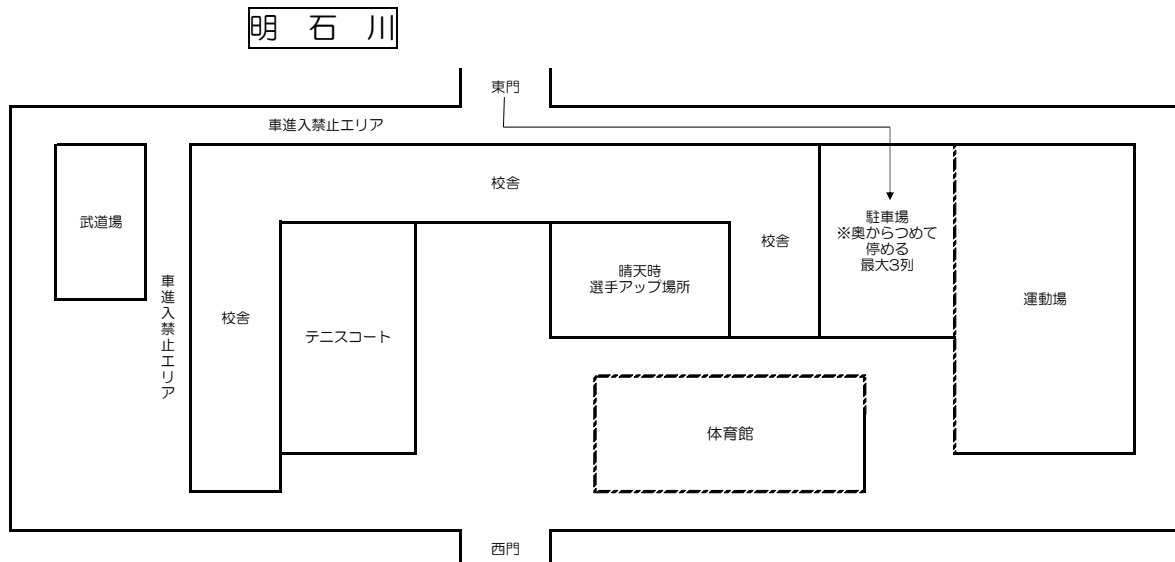 明 石 川
東門
車進入禁止エリア
校舎
武道場
駐車場
※奥からつめて
停める
最大3列
校舎
晴天時
選手アップ場所
運動場
車進入禁止エリア
校舎
テニスコート
体育館
西門